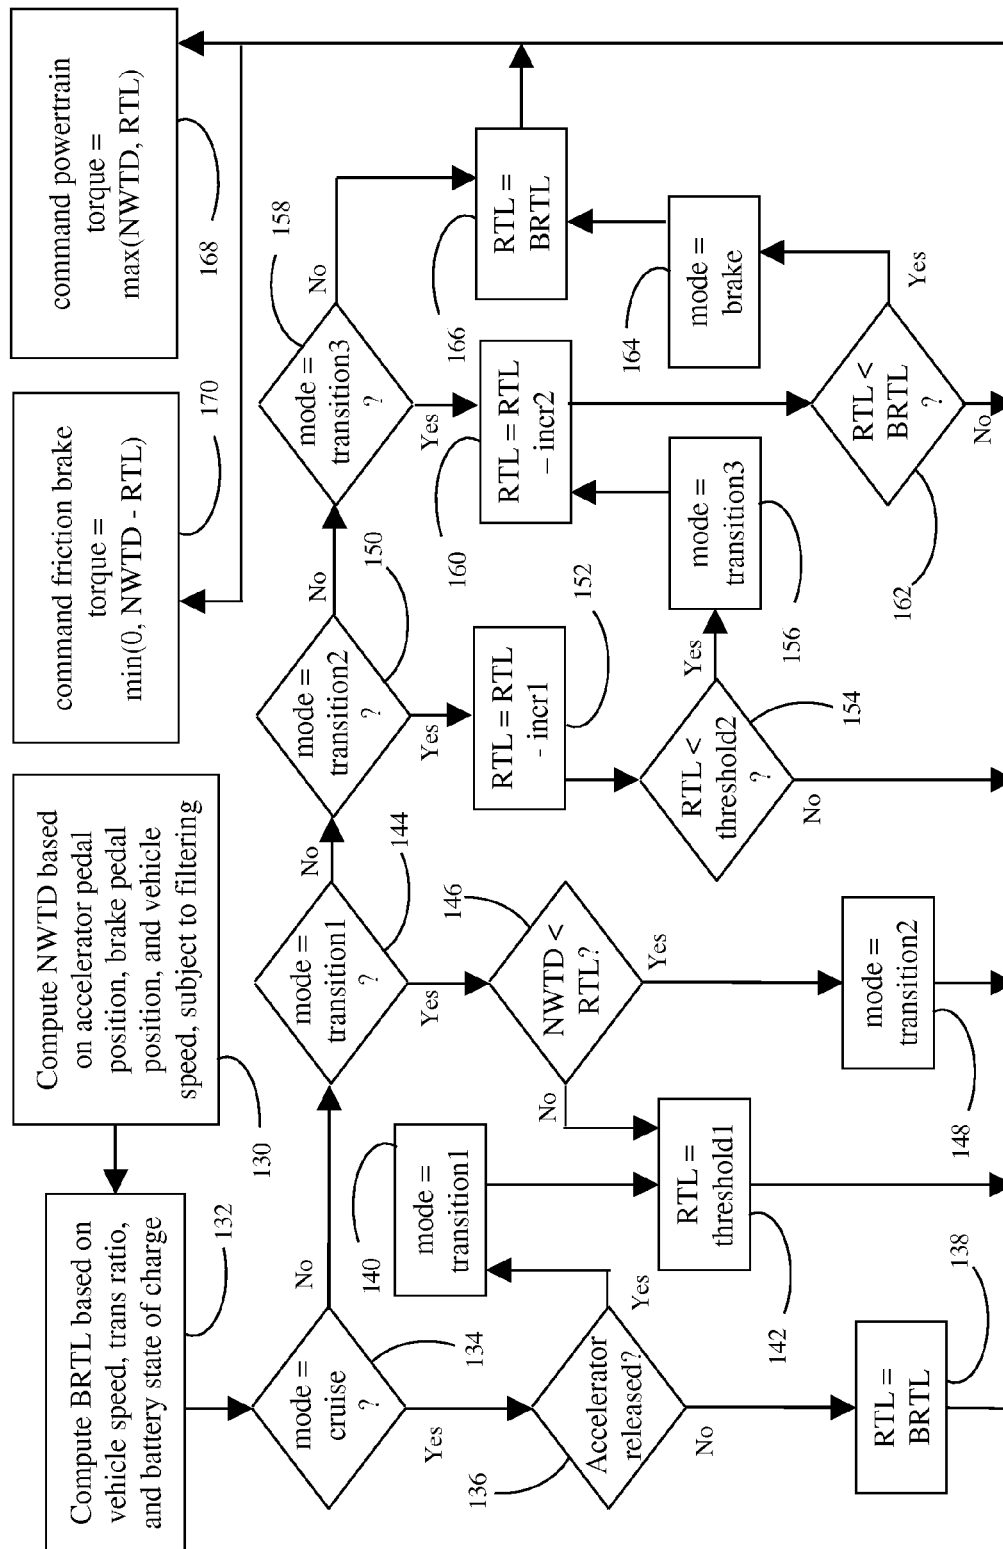 Compute NWTD based
on accelerator pedal
position, brake pedal
position, and vehicle
speed, subject to filtering
130
Compute BRTL based on
vehicle speed, trans ratio,
and battery state of charge
132
mode =
cruise
?
134
No
Yes
Accelerator
released?
136
Yes
No
RTL =
BRTL
138
mode =
transition1
140
RTL =
threshold1
142
mode =
transition1
?
144
No
Yes
NWTD <
RTL?
146
No
Yes
mode =
transition2
148
mode =
transition2
?
150
No
Yes
RTL = RTL
- incr1
152
RTL <
threshold2
?
154
Yes
No
mode =
transition3
156
mode =
transition3
?
158
No
Yes
RTL = RTL
– incr2
160
RTL <
BRTL
?
162
Yes
No
mode =
brake
164
RTL =
BRTL
166
command powertrain
torque =
max(NWTD, RTL)
168
command friction brake
torque =
min(0, NWTD - RTL)
170